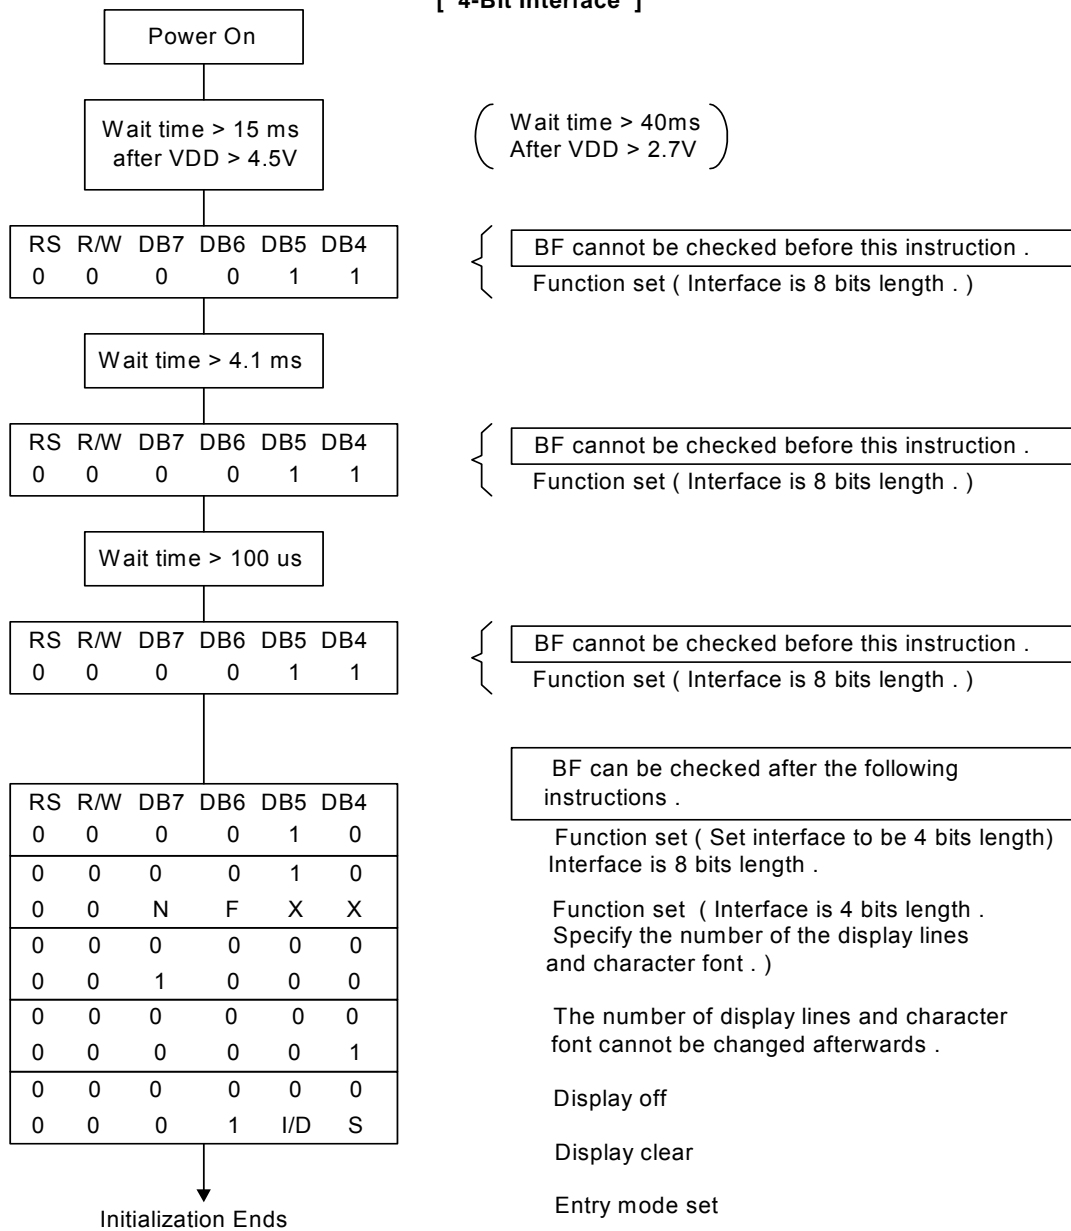 [ 4-Bit Interface ]
Power On
Wait time > 15 ms
after VDD > 4.5V
Wait time > 40ms
After VDD > 2.7V
RS R/W DB7 DB6 DB5 DB4
0 0 0 0 1 1
BF cannot be checked before this instruction .
Function set ( Interface is 8 bits length . )
Wait time > 4.1 ms
RS R/W DB7 DB6 DB5 DB4
0 0 0 0 1 1
BF cannot be checked before this instruction .
Function set ( Interface is 8 bits length . )
Wait time > 100 us
RS R/W DB7 DB6 DB5 DB4
0 0 0 0 1 1
BF cannot be checked before this instruction .
Function set ( Interface is 8 bits length . )
RS R/W DB7 DB6 DB5 DB4
0 0 0 0 1 0
0 0 0 0 1 0
0 0 N F X X
0 0 0 0 0 0
0 0 1 0 0 0
0 0 0 0 0 0
0 0 0 0 0 1
0 0 0 0 0 0
0 0 0 1 I/D S
BF can be checked after the following
instructions .
Function set ( Set interface to be 4 bits length)
Interface is 8 bits length .
Function set ( Interface is 4 bits length .
Specify the number of the display lines
and character font . )
The number of display lines and character
font cannot be changed afterwards .
Display off
Display clear
Entry mode set
Initialization Ends